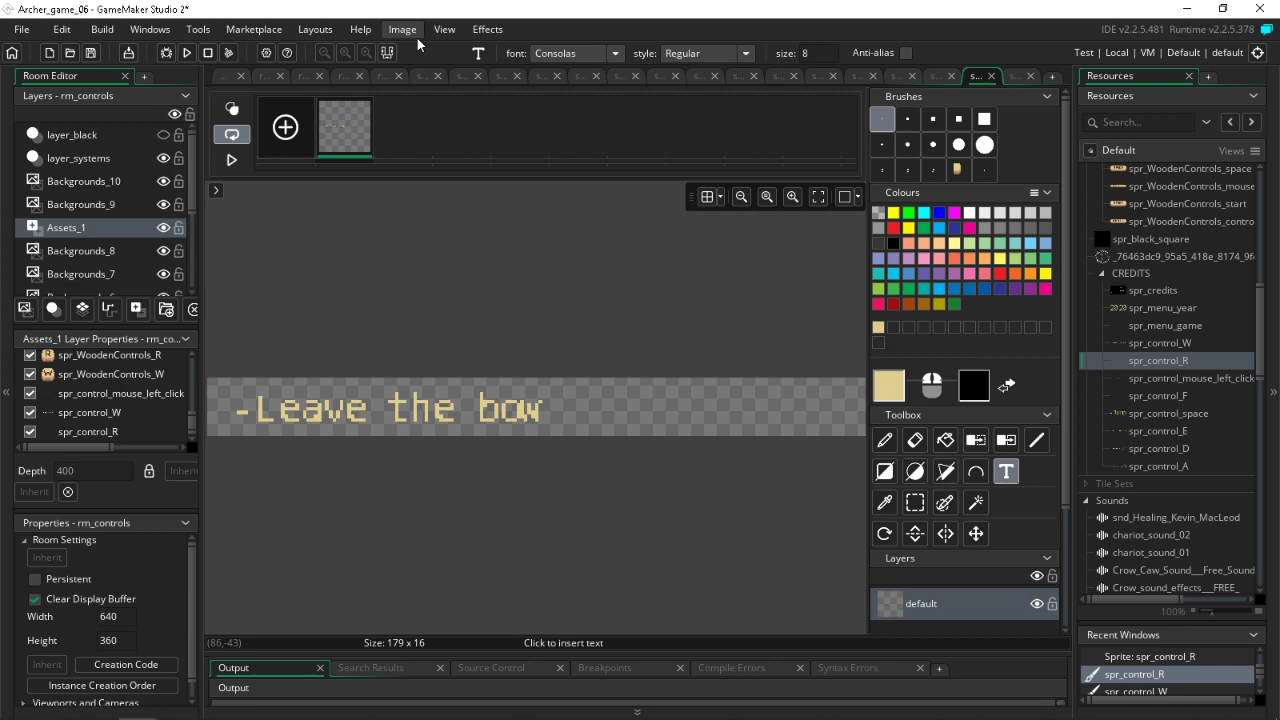 Archer_game_06 - GameMaker Studio 2*
File Edit Build Windows Tools Marketplace Layouts Help Image View Effects
IDE v2.2.5.481 Runtime v2.2.5.378
font: Consolas style: Regular size: 8 Anti-alias
Test | Local | VM | Default | default
Room Editor
Layers - rm_controls
layer_black
layer_systems
Backgrounds_10
Backgrounds_9
Assets_1
Backgrounds_8
Backgrounds_7
Assets_1 Layer Properties - rm_co...
spr_WoodenControls_R
spr_WoodenControls_W
spr_control_mouse_left_click
spr_control_W
spr_control_R
Depth 400 Inherit
Inherit
Properties - rm_controls
Room Settings
Inherit
Persistent
Clear Display Buffer
Width 640
Height 360
Inherit Creation Code
Instance Creation Order
Viewports and Cameras
-Leave the bow
(86,-43) Size: 179 x 16 Click to insert text
Output Search Results Source Control Breakpoints Compile Errors Syntax Errors
Output
Brushes
Colours
Toolbox
Layers
default
Resources
Resources
Search...
Default Views
spr_WoodenControls_space
spr_WoodenControls_mouse
spr_WoodenControls_start
spr_WoodenControls_contro
spr_black_square
_76463dc9_95a5_418e_8174_9f
CREDITS
spr_credits
spr_menu_year
spr_menu_game
spr_control_W
spr_control_R
spr_control_mouse_left_click
spr_control_F
spr_control_space
spr_control_E
spr_control_D
spr_control_A
Tile Sets
Sounds
snd_Healing_Kevin_MacLeod
chariot_sound_02
chariot_sound_01
Crow_Caw_Sound___Free_Sound
Crow_sound_effects___FREE_
100%
Recent Windows
Sprite: spr_control_R
spr_control_R
spr_control_W